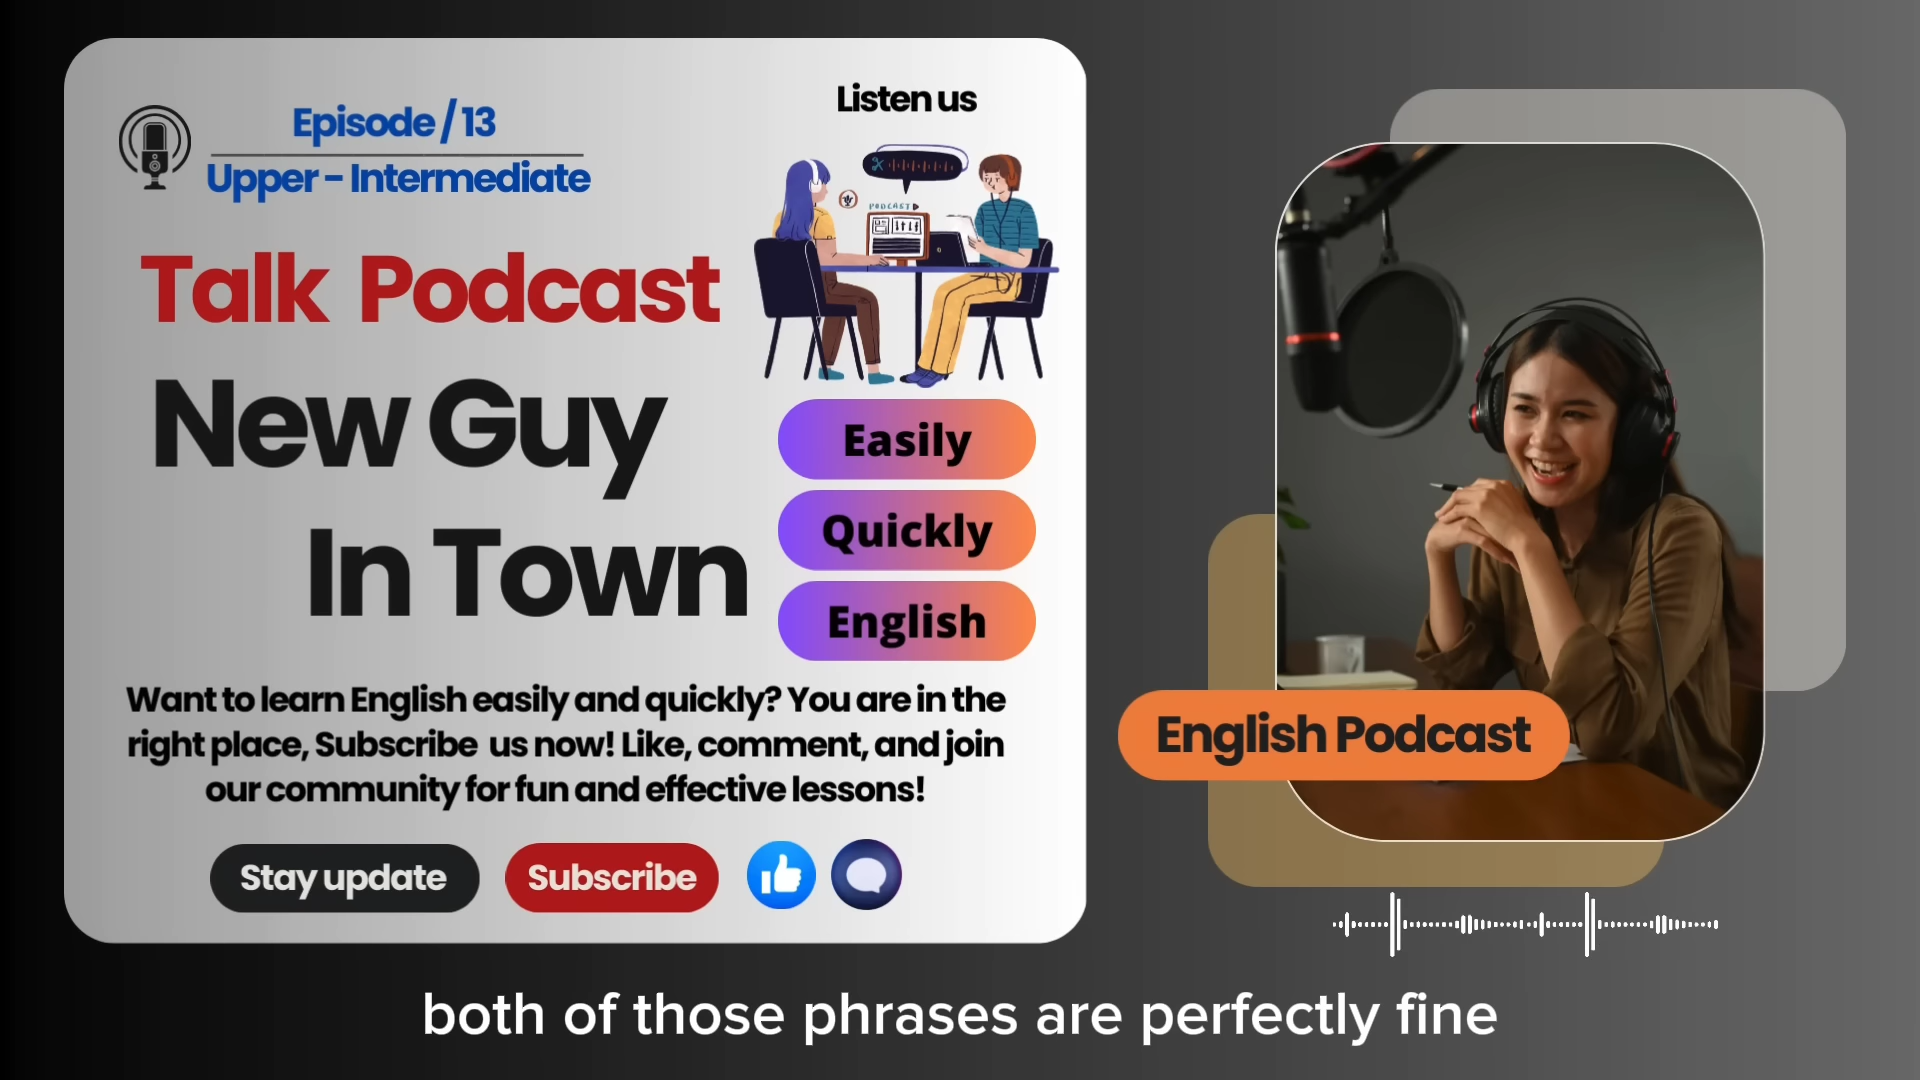 Episode / 13
Upper - Intermediate
Listen us
PODCAST
Talk Podcast
New Guy
In Town
Easily
Quickly
English
Want to learn English easily and quickly? You are in the
right place, Subscribe us now! Like, comment, and join
our community for fun and effective lessons!
Stay update
Subscribe
English Podcast
both of those phrases are perfectly fine